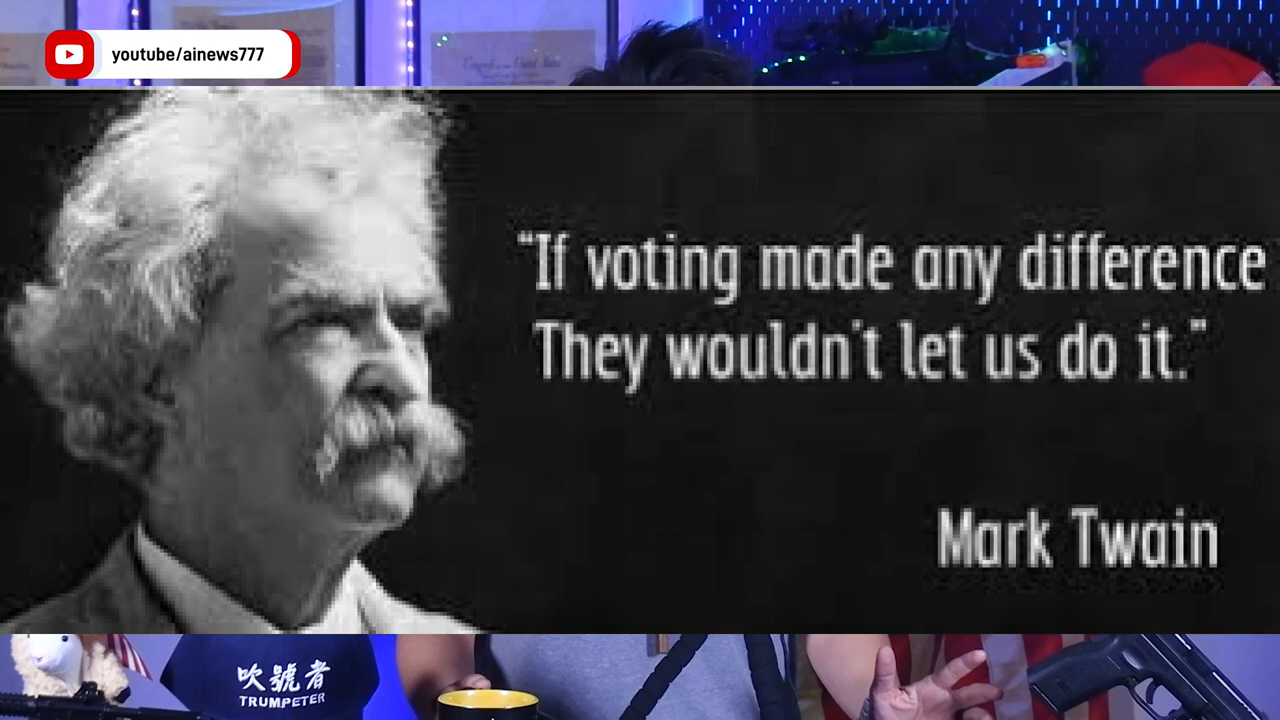 youtube/ainews777
“If voting made any difference
They wouldn't let us do it.”
Mark Twain
吹號者
TRUMPETER